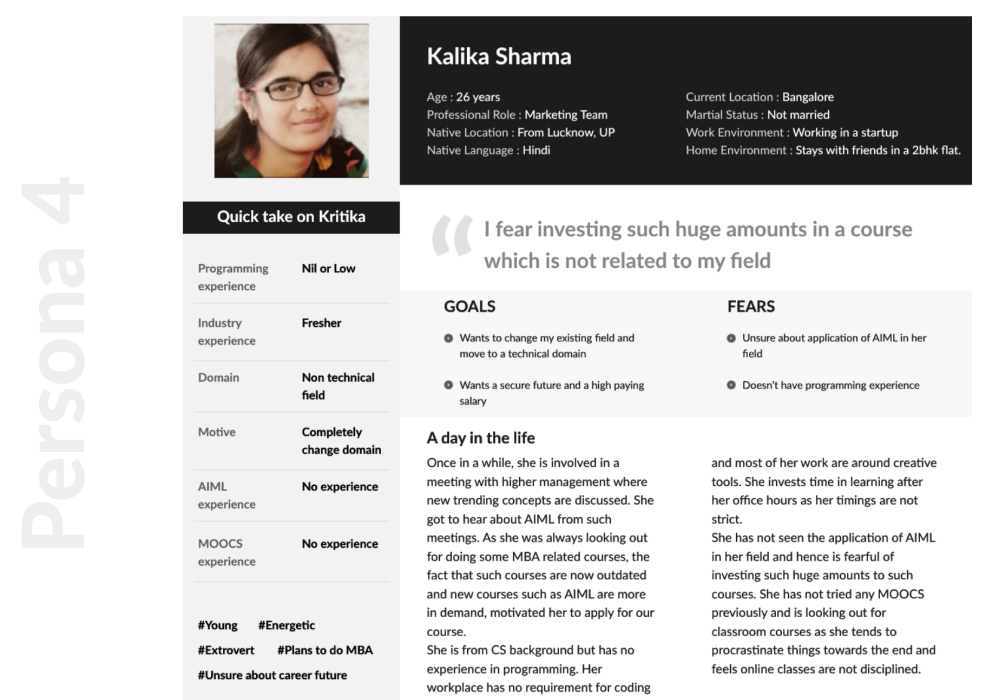 Persona 4
Kalika Sharma
Age : 26 years
Professional Role : Marketing Team
Native Location : From Lucknow, UP
Native Language : Hindi
Current Location : Bangalore
Martial Status : Not married
Work Environment : Working in a startup
Home Environment : Stays with friends in a 2bhk flat.
Quick take on Kritika
Programming experience
Nil or Low
Industry experience
Fresher
Domain
Non technical field
Motive
Completely change domain
AIML experience
No experience
MOOCS experience
No experience
#Young #Energetic
#Extrovert #Plans to do MBA
#Unsure about career future
“
I fear investing such huge amounts in a course
which is not related to my field
GOALS
Wants to change my existing field and
move to a technical domain
Wants a secure future and a high paying
salary
FEARS
Unsure about application of AIML in her
field
Doesn't have programming experience
A day in the life
Once in a while, she is involved in a
meeting with higher management where
new trending concepts are discussed. She
got to hear about AIML from such
meetings. As she was always looking out
for doing some MBA related courses, the
fact that such courses are now outdated
and new courses such as AIML are more
in demand, motivated her to apply for our
course.
She is from CS background but has no
experience in programming. Her
workplace has no requirement for coding
and most of her work are around creative
tools. She invests time in learning after
her office hours as her timings are not
strict.
She has not seen the application of AIML
in her field and hence is fearful of
investing such huge amounts to such
courses. She has not tried any MOOCS
previously and is looking out for
classroom courses as she tends to
procrastinate things towards the end and
feels online classes are not disciplined.